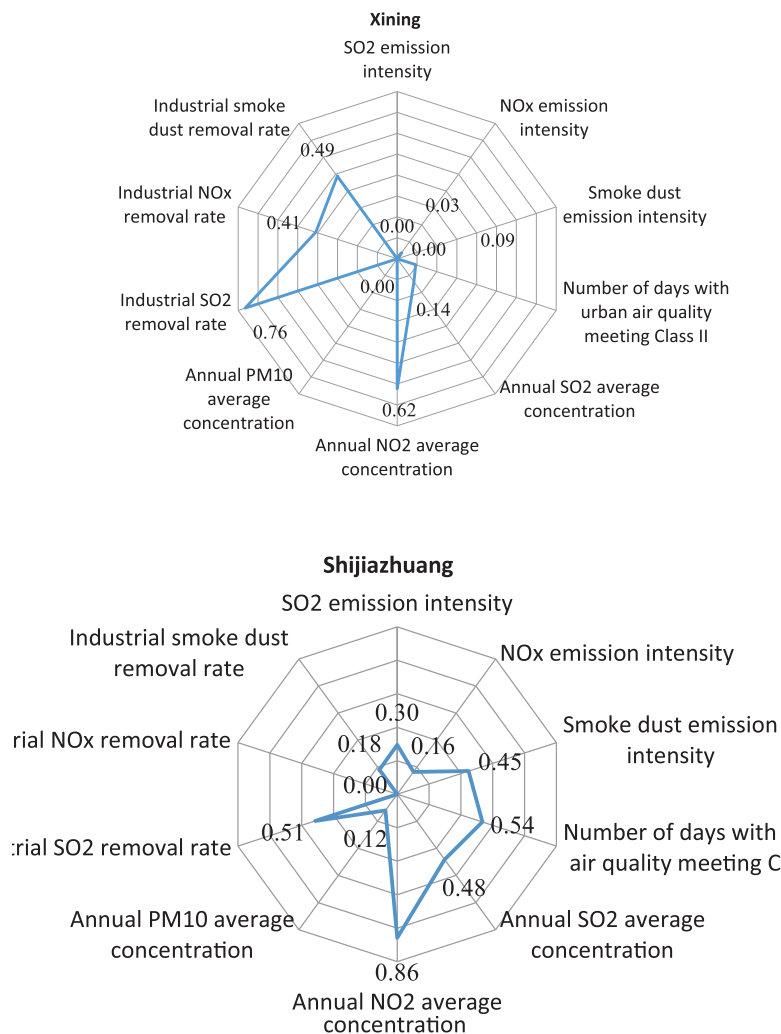 Xining
SO2 emission
intensity
Industrial smoke
dust removal rate
NOx emission
intensity
0.49
Industrial NOx
removal rate
Smoke dust
emission intensity
0.03
0.41
0.00
0.09
0.00
0.00
Industrial SO2
removal rate
Number of days with
urban air quality
meeting Class II
0.14
0.76
Annual PM10
average
concentration
Annual SO2 average
concentration
0.62
Annual NO2 average
concentration
Shijiazhuang
SO2 emission intensity
Industrial smoke dust
removal rate
NOx emission intensity
0.30
rial NOx removal rate
Smoke dust emission
intensity
0.18
0.16
0.45
0.00
0.51
0.12
0.54
trial SO2 removal rate
Number of days with
air quality meeting C
0.48
Annual PM10 average
concentration
Annual SO2 average
concentration
0.86
Annual NO2 average
concentration